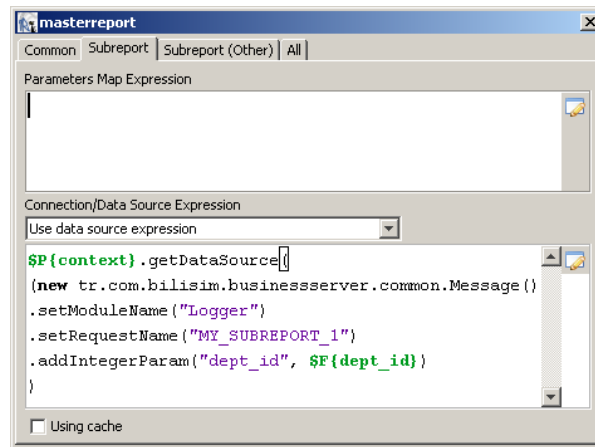 masterreport
Common Subreport Subreport (Other) All
Parameters Map Expression
Connection/Data Source Expression
Use data source expression
$P{context}.getDataSource(
(new tr.com.bilisim.businessserver.common.Message()
.setModuleName("Logger")
.setRequestName("MY_SUBREPORT_1")
.addIntegerParam("dept_id", $F{dept_id})
)
Using cache